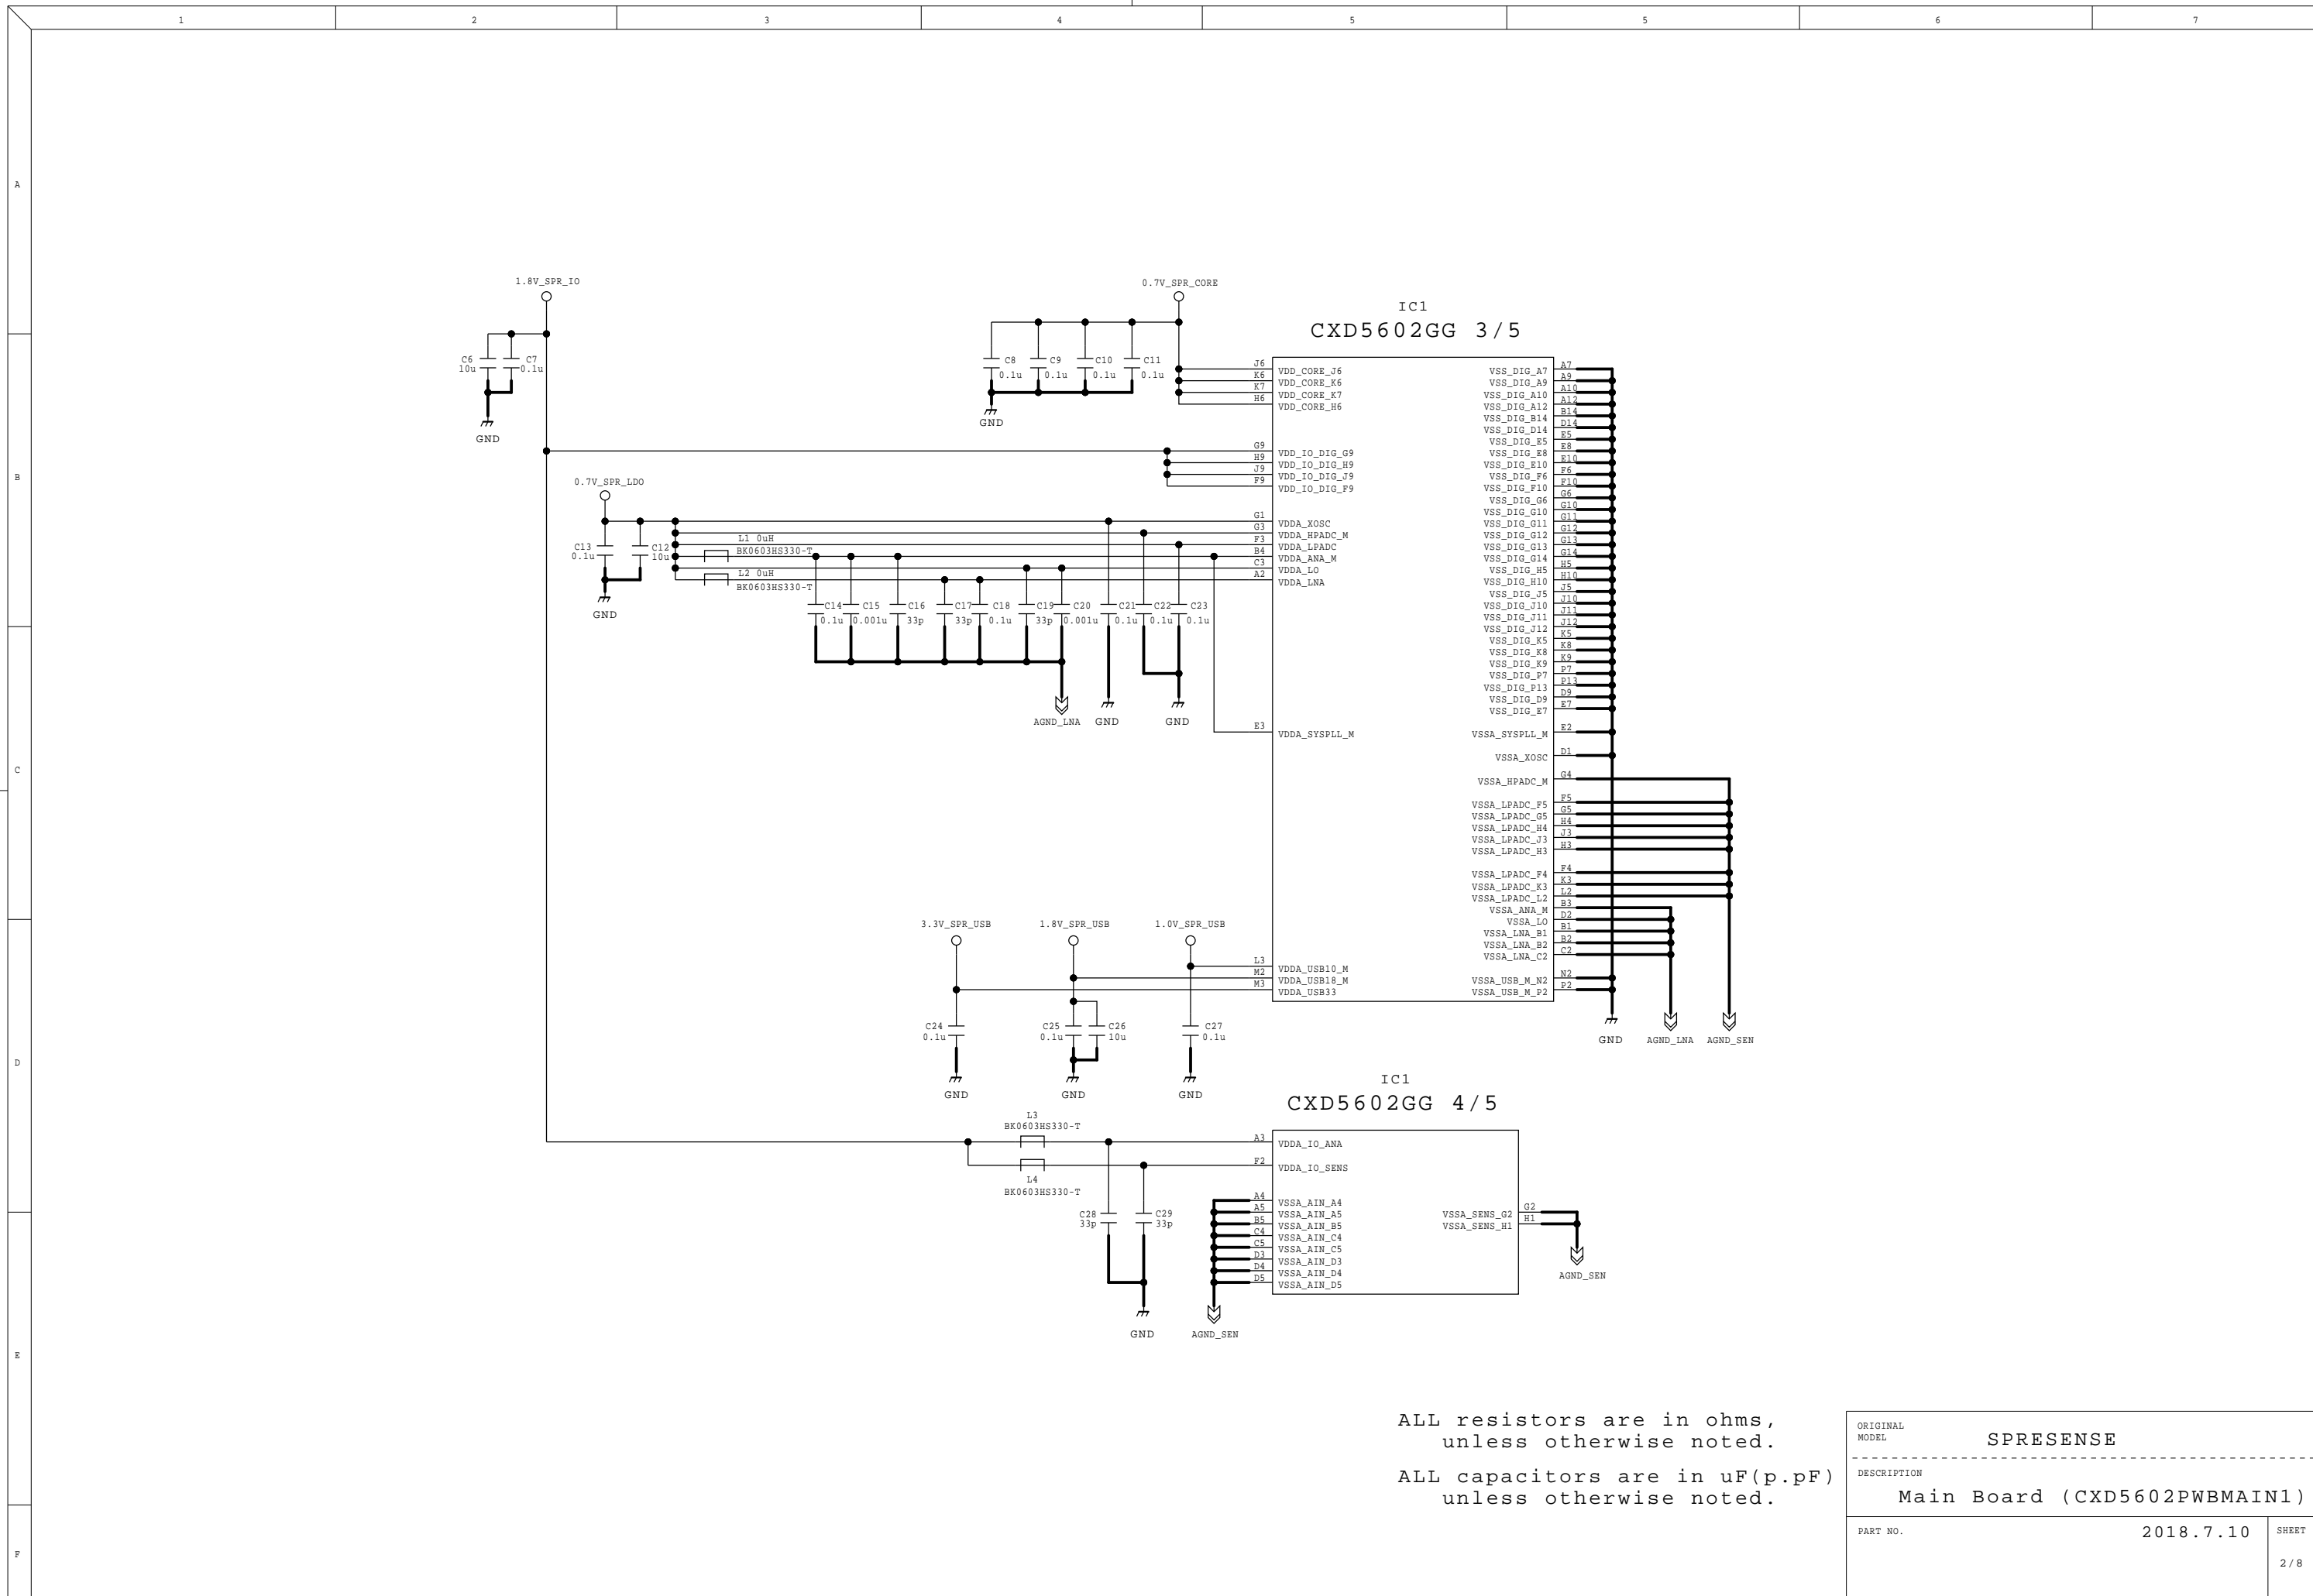 1 2 3 4 5 5 6 7
A
B
C
D
E
F
1.8V_SPR_IO
C6
10u
C7
0.1u
GND
0.7V_SPR_CORE
C8
0.1u
C9
0.1u
C10
0.1u
C11
0.1u
GND
0.7V_SPR_LDO
C13
0.1u
C12
10u
GND
L1 0uH
BK0603HS330-T
L2 0uH
BK0603HS330-T
C14
0.1u
C15
0.001u
C16
33p
C17
33p
C18
0.1u
C19
33p
C20
0.001u
C21
0.1u
C22
0.1u
C23
0.1u
AGND_LNA
GND
GND
IC1
CXD5602GG 3/5
J6 VDD_CORE_J6
K6 VDD_CORE_K6
K7 VDD_CORE_K7
H6 VDD_CORE_H6
G9 VDD_IO_DIG_G9
H9 VDD_IO_DIG_H9
J9 VDD_IO_DIG_J9
F9 VDD_IO_DIG_F9
G1 VDDA_XOSC
G3 VDDA_HPADC_M
F3 VDDA_LPADC
B4 VDDA_ANA_M
C3 VDDA_LO
A2 VDDA_LNA
E3 VDDA_SYSPLL_M
L3 VDDA_USB10_M
M2 VDDA_USB18_M
M3 VDDA_USB33
VSS_DIG_A7 A7
VSS_DIG_A9 A9
VSS_DIG_A10 A10
VSS_DIG_A12 A12
VSS_DIG_B14 B14
VSS_DIG_D14 D14
VSS_DIG_E5 E5
VSS_DIG_E8 E8
VSS_DIG_E10 E10
VSS_DIG_F6 F6
VSS_DIG_F10 F10
VSS_DIG_G6 G6
VSS_DIG_G10 G10
VSS_DIG_G11 G11
VSS_DIG_G12 G12
VSS_DIG_G13 G13
VSS_DIG_G14 G14
VSS_DIG_H5 H5
VSS_DIG_H10 H10
VSS_DIG_J5 J5
VSS_DIG_J10 J10
VSS_DIG_J11 J11
VSS_DIG_J12 J12
VSS_DIG_K5 K5
VSS_DIG_K8 K8
VSS_DIG_K9 K9
VSS_DIG_P7 P7
VSS_DIG_P13 P13
VSS_DIG_D9 D9
VSS_DIG_E7 E7
VSSA_SYSPLL_M E2
VSSA_XOSC D1
VSSA_HPADC_M G4
VSSA_LPADC_F5 F5
VSSA_LPADC_G5 G5
VSSA_LPADC_H4 H4
VSSA_LPADC_J3 J3
VSSA_LPADC_H3 H3
VSSA_LPADC_F4 F4
VSSA_LPADC_K3 K3
VSSA_LPADC_L2 L2
VSSA_ANA_M B3
VSSA_LO D2
VSSA_LNA_B1 B1
VSSA_LNA_B2 B2
VSSA_LNA_C2 C2
VSSA_USB_M_N2 N2
VSSA_USB_M_P2 P2
GND AGND_LNA AGND_SEN
3.3V_SPR_USB
1.8V_SPR_USB
1.0V_SPR_USB
C24
0.1u
C25
0.1u
C26
10u
C27
0.1u
GND
GND
GND
IC1
CXD5602GG 4/5
L3
BK0603HS330-T
L4
BK0603HS330-T
C28
33p
C29
33p
GND
A3 VDDA_IO_ANA
F2 VDDA_IO_SENS
A4 VSSA_AIN_A4
A5 VSSA_AIN_A5
B5 VSSA_AIN_B5
C4 VSSA_AIN_C4
C5 VSSA_AIN_C5
D3 VSSA_AIN_D3
D4 VSSA_AIN_D4
D5 VSSA_AIN_D5
AGND_SEN
VSSA_SENS_G2 G2
VSSA_SENS_H1 H1
AGND_SEN
ALL resistors are in ohms,
unless otherwise noted.
ALL capacitors are in uF(p.pF)
unless otherwise noted.
ORIGINAL
MODEL
SPRESENSE
DESCRIPTION
Main Board (CXD5602PWBMAIN1)
PART NO.
2018.7.10
SHEET
2/8